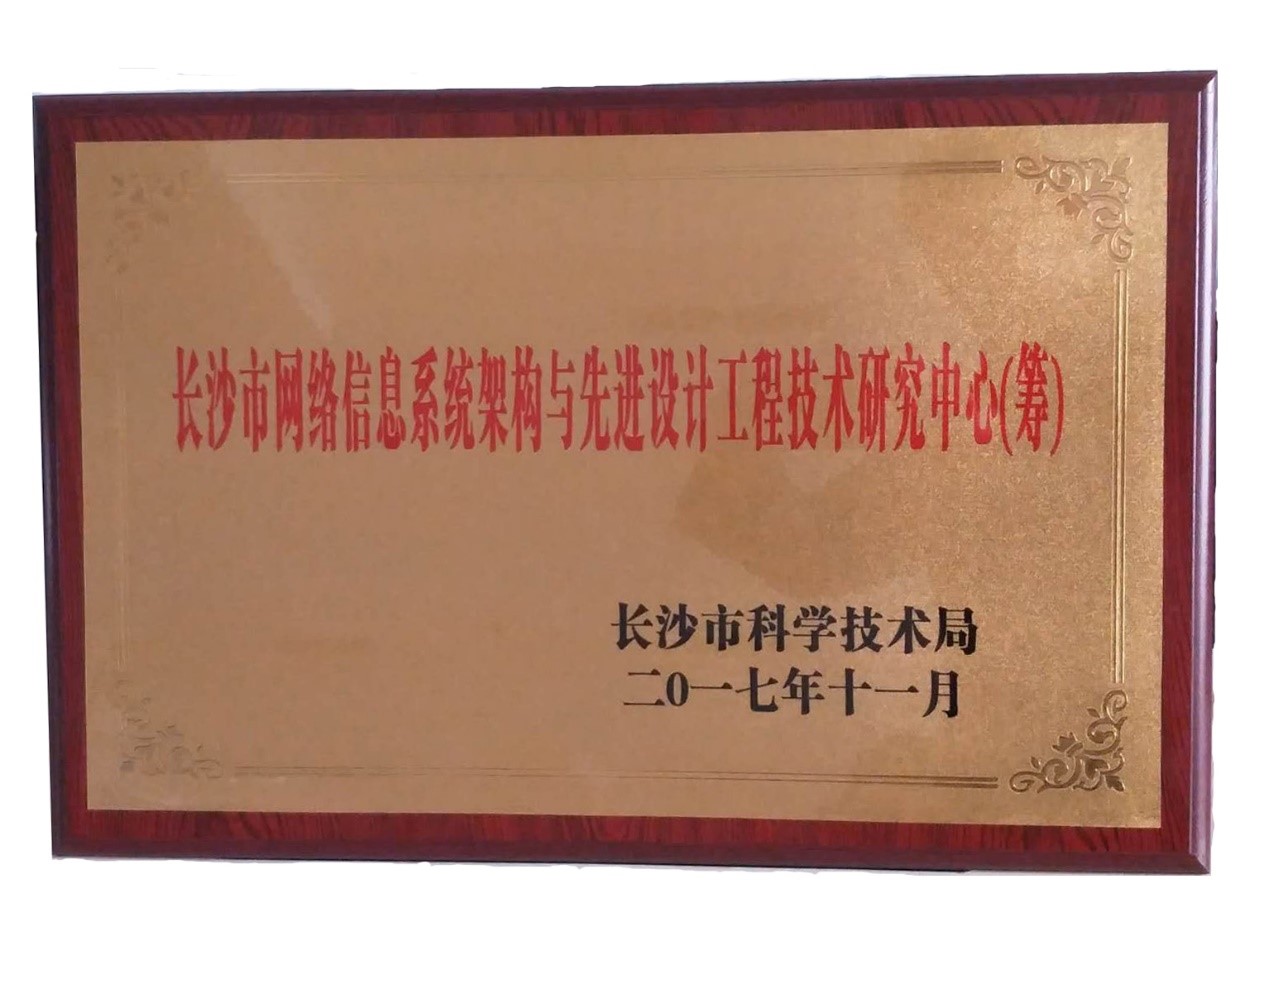 长沙市网络信息系统架构与先进设计工程技术研究中心(筹)
长沙市科学技术局
二0一七年十一月